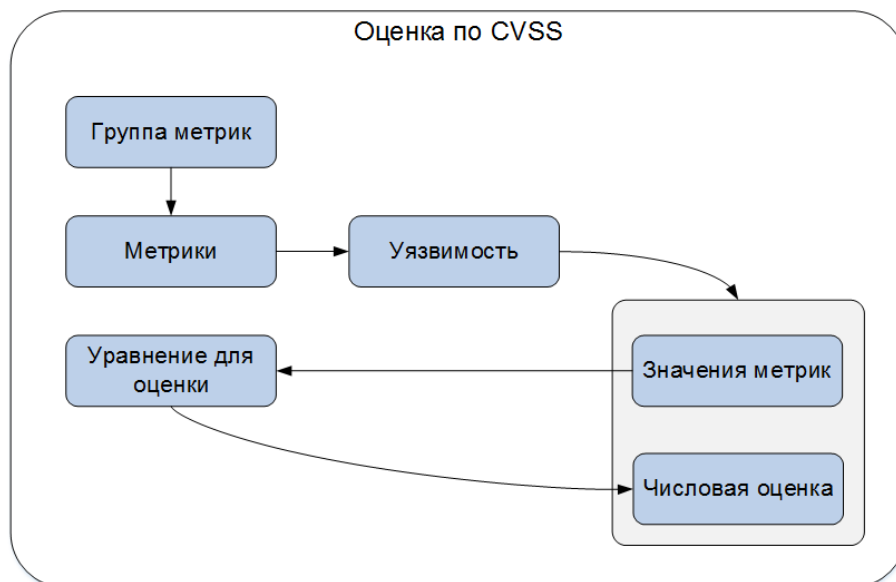 Оценка по CVSS
Группа метрик
Метрики
Уязвимость
Уравнение для
оценки
Значения метрик
Числовая оценка